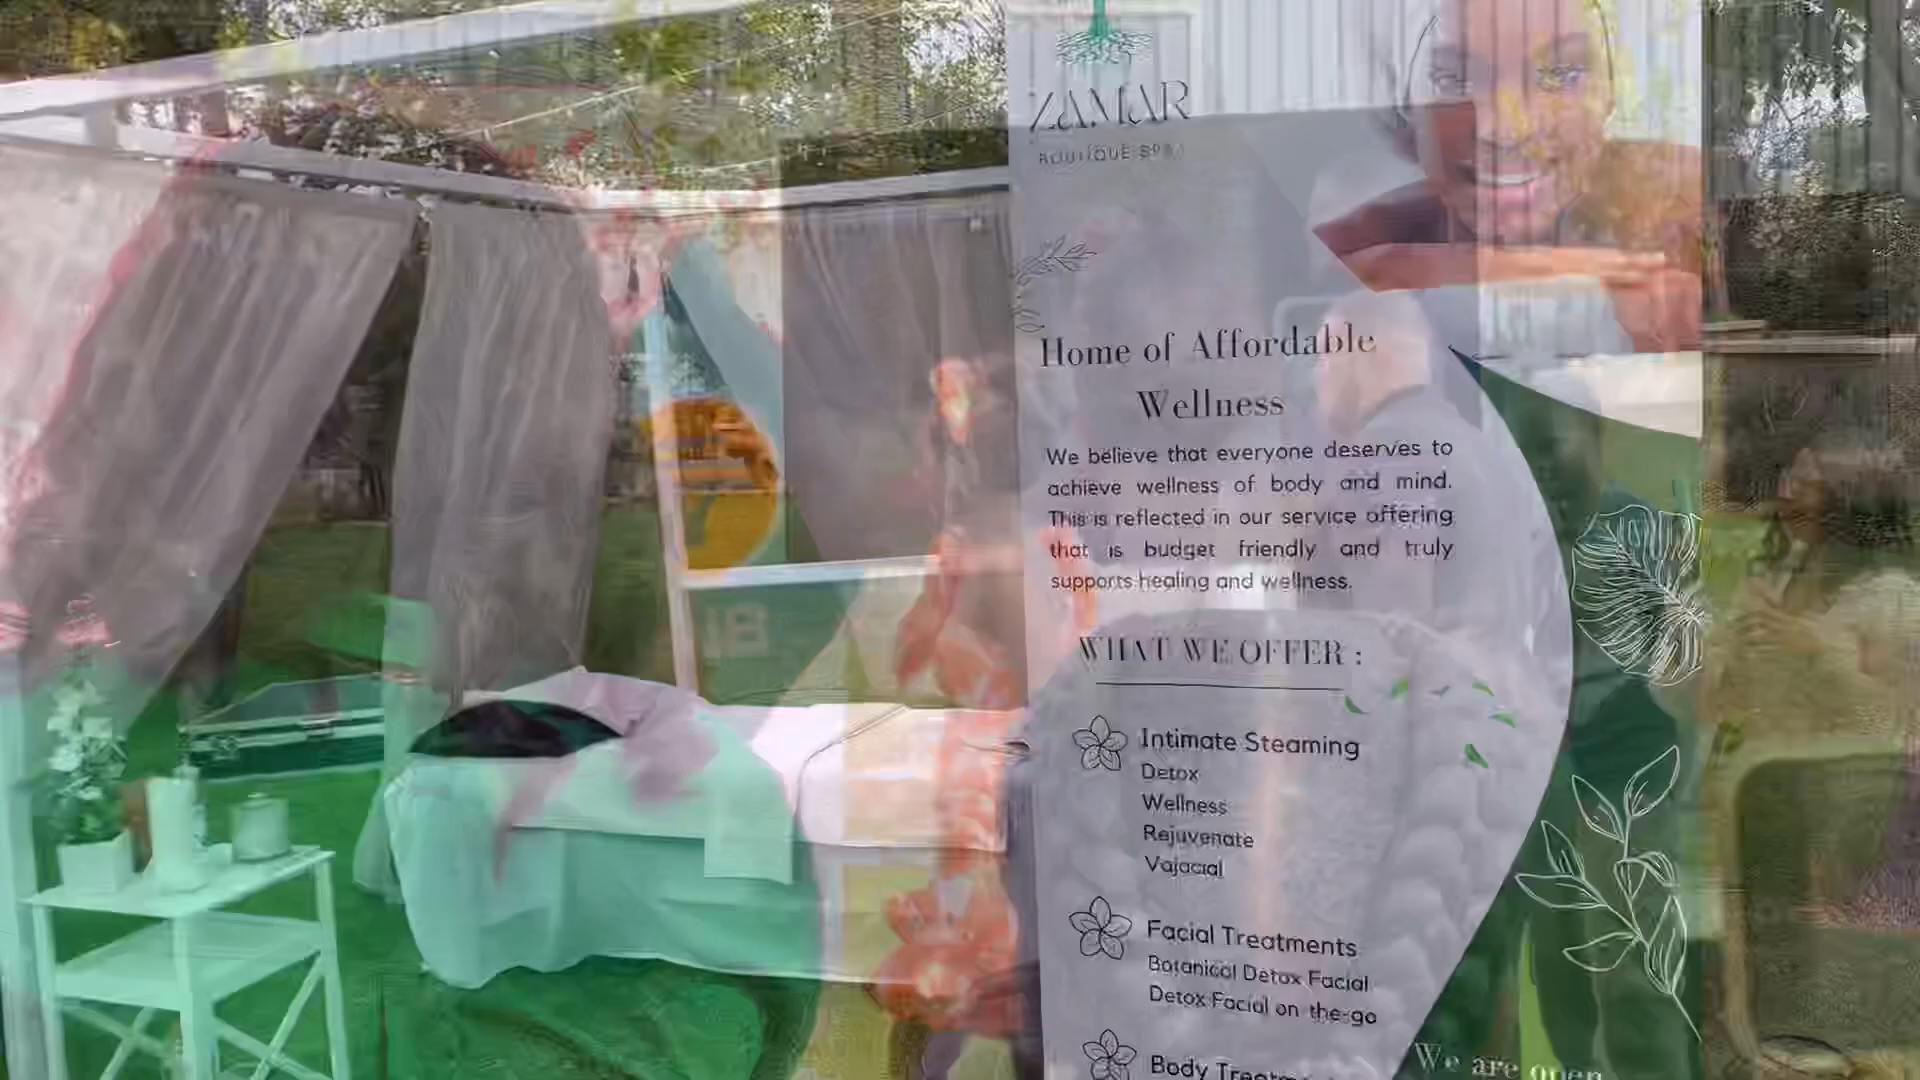 ZAMAR
BOUTIQUE SPA
Home of Affordable
Wellness
We believe that everyone deserves to
achieve wellness of body and mind.
This is reflected in our service offering
that is budget friendly and truly
supports healing and wellness.
WHAT WE OFFER :
Intimate Steaming
Detox
Wellness
Rejuvenate
Vajacial
Facial Treatments
Botanical Detox Facial
Detox Facial on the-go
Body
We are open